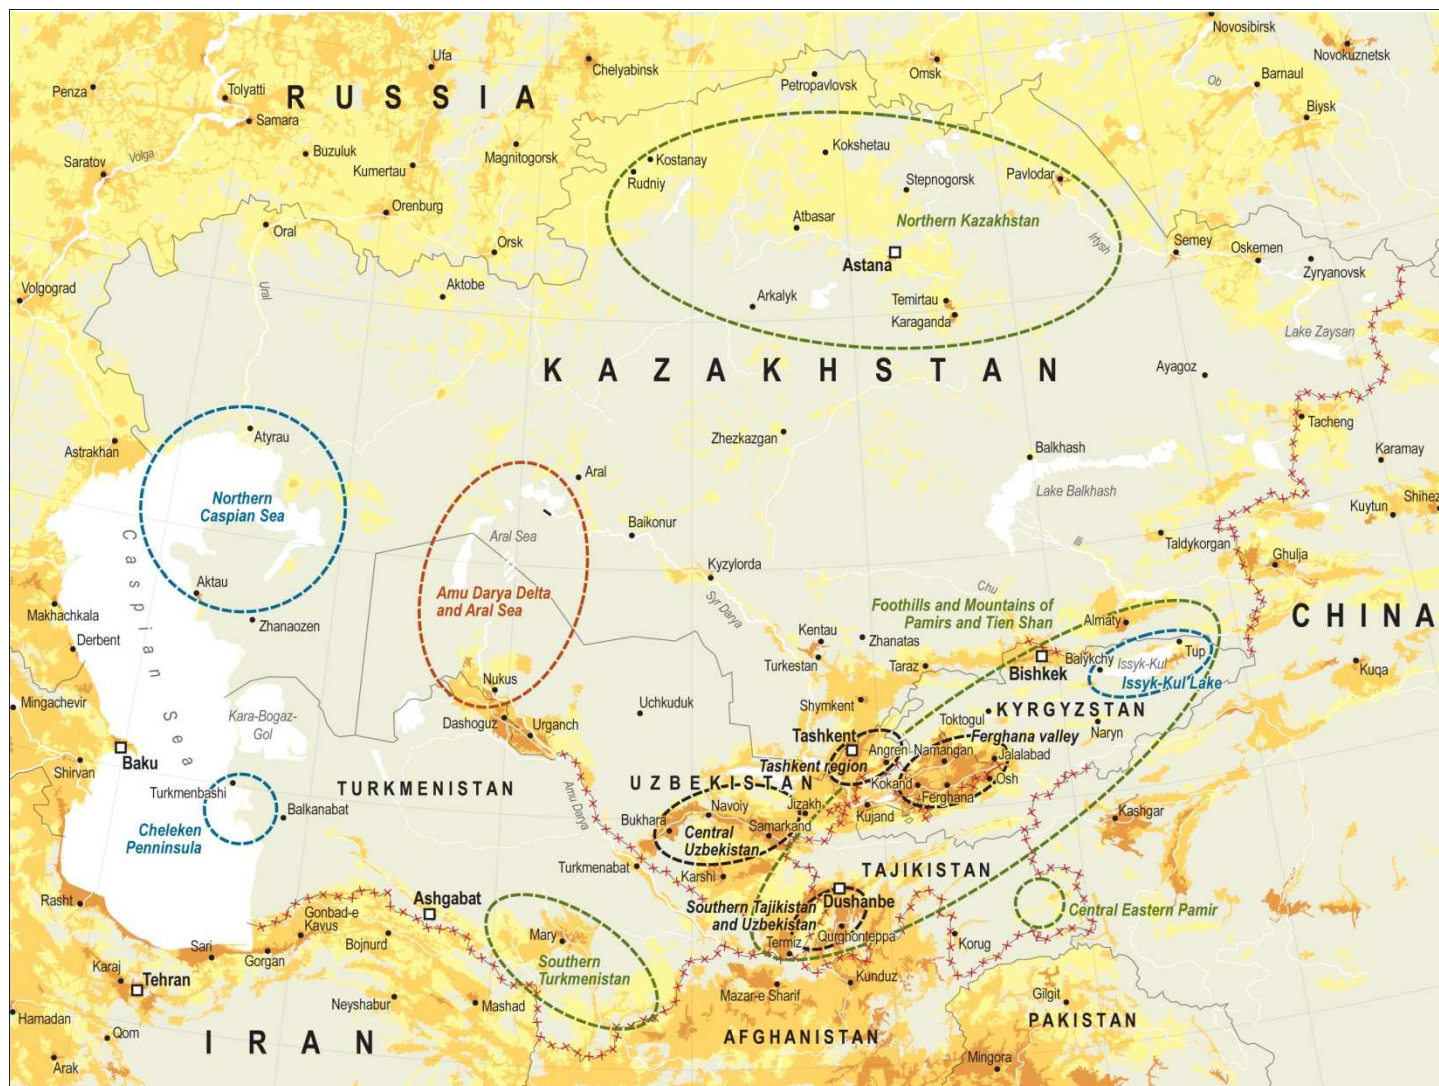 Novosibirsk
Novokuznetsk
Ufa
Chelyabinsk
Omsk
Petropavlovsk
Barnaul
Ob
Penza
Tolyatti
RUSSIA
Biysk
Samara
Volga
Buzuluk
Magnitogorsk
Kokshetau
Saratov
Kumertau
Kostanay
Rudniy
Stepnogorsk
Pavlodar
Orenburg
Atbasar
Northern Kazakhstan
Oral
Orsk
Irtysh
Semey
Oskemen
Astana
Zyryanovsk
Ural
Volgograd
Aktobe
Arkalyk
Temirtau
Karaganda
Lake Zaysan
KAZAKHSTAN
Ayagoz
Tacheng
Atyrau
Zhezkazgan
Astrakhan
Balkhash
Karamay
Aral
Northern
Caspian Sea
Lake Balkhash
Shihez
Kuytun
Baikonur
Aral Sea
Ili
Taldykorgan
Ghulja
Caspian Sea
Aktau
Kyzylorda
Chu
Amu Darya Delta
and Aral Sea
Syr Darya
Foothills and Mountains of
Pamirs and Tien Shan
Makhachkala
Zhanaozen
Almaty
CHINA
Derbent
Kentau
Zhanatas
Tup
Turkestan
Taraz
Bishkek
Balykchy
Issyk-Kul
Kuqa
Nukus
Issyk-Kul Lake
Mingachevir
Kara-Bogaz-
Gol
Uchkuduk
Shymkent
KYRGYZSTAN
Dashoguz
Urganch
Toktogul
Naryn
Tashkent
Ferghana valley
Baku
Angren
Namangan
Jalalabad
Shirvan
Tashkent region
Turkmenbashi
TURKMENISTAN
UZBEKISTAN
Kokand
Osh
Ferghana
Balkanabat
Amu Darya
Navoiy
Jizakh
Kujand
Kashgar
Bukhara
Samarkand
Cheleken
Penninsula
Central
Uzbekistan
Turkmenabat
Karshi
TAJIKISTAN
Rasht
Ashgabat
Dushanbe
Gonbad-e
Kavus
Southern Tajikistan
and Uzbekistan
Central Eastern Pamir
Mary
Bojnurd
Qurghonteppa
Termiz
Korug
Sari
Gorgan
Southern
Turkmenistan
Karaj
Tehran
Kunduz
Mazar-e Sharif
Neyshabur
Mashad
Gilgit
Hamadan
Qom
IRAN
AFGHANISTAN
PAKISTAN
Arak
Mingora